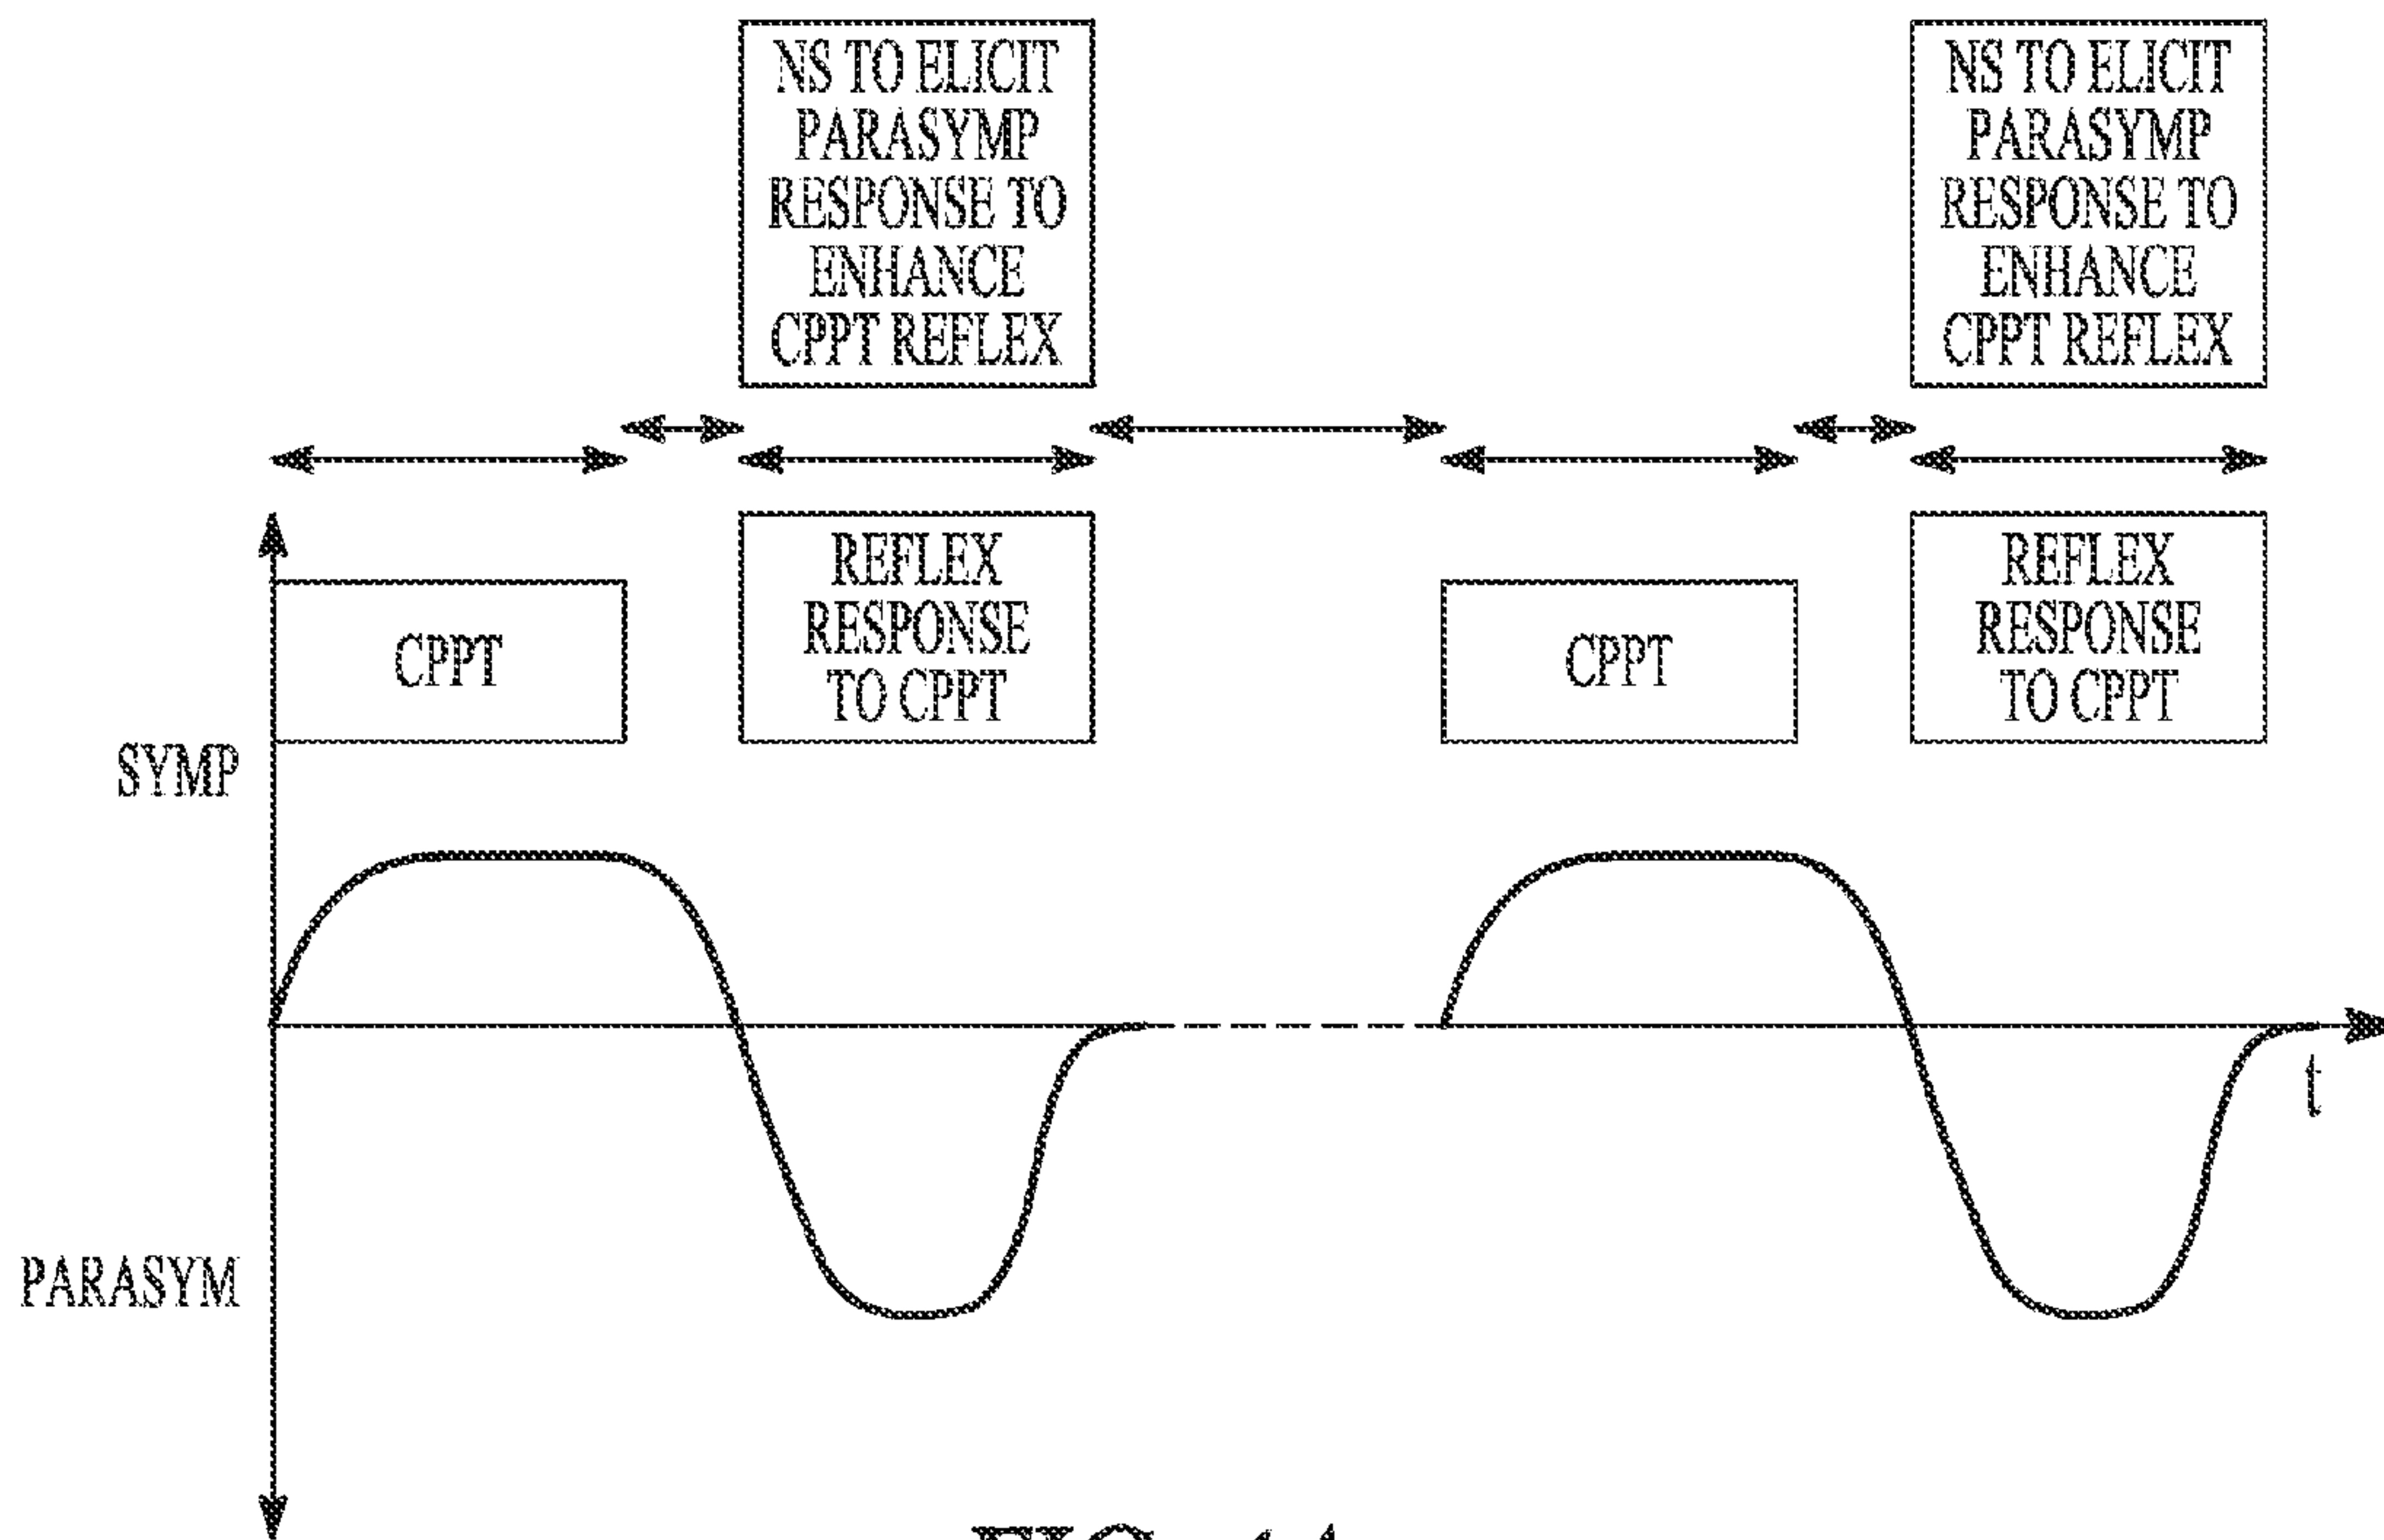 NS TO ELICIT
PARASYMP
RESPONSE TO
ENHANCE
CPPT REFLEX
NS TO ELICIT
PARASYMP
RESPONSE TO
ENHANCE
CPPT REFLEX
CPPT
REFLEX
RESPONSE
TO CPPT
CPPT
REFLEX
RESPONSE
TO CPPT
SYMP
t
PARASYM